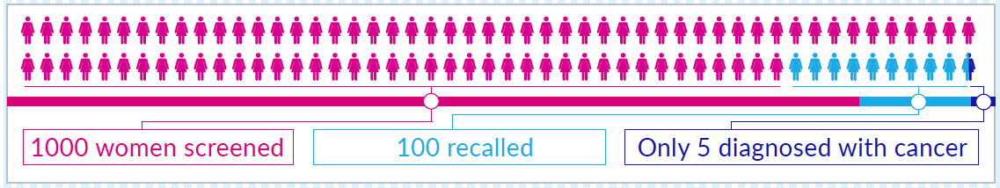 1000 women screened
100 recalled
Only 5 diagnosed with cancer